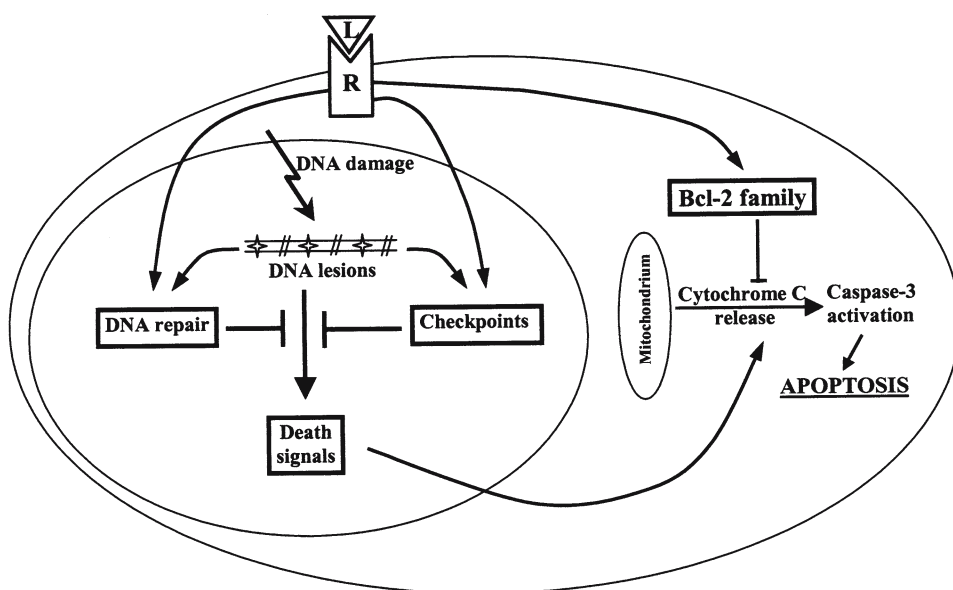 L
R
DNA damage
DNA lesions
DNA repair
Checkpoints
Death
signals
Bcl-2 family
Mitochondrium
Cytochrome C
release
Caspase-3
activation
APOPTOSIS